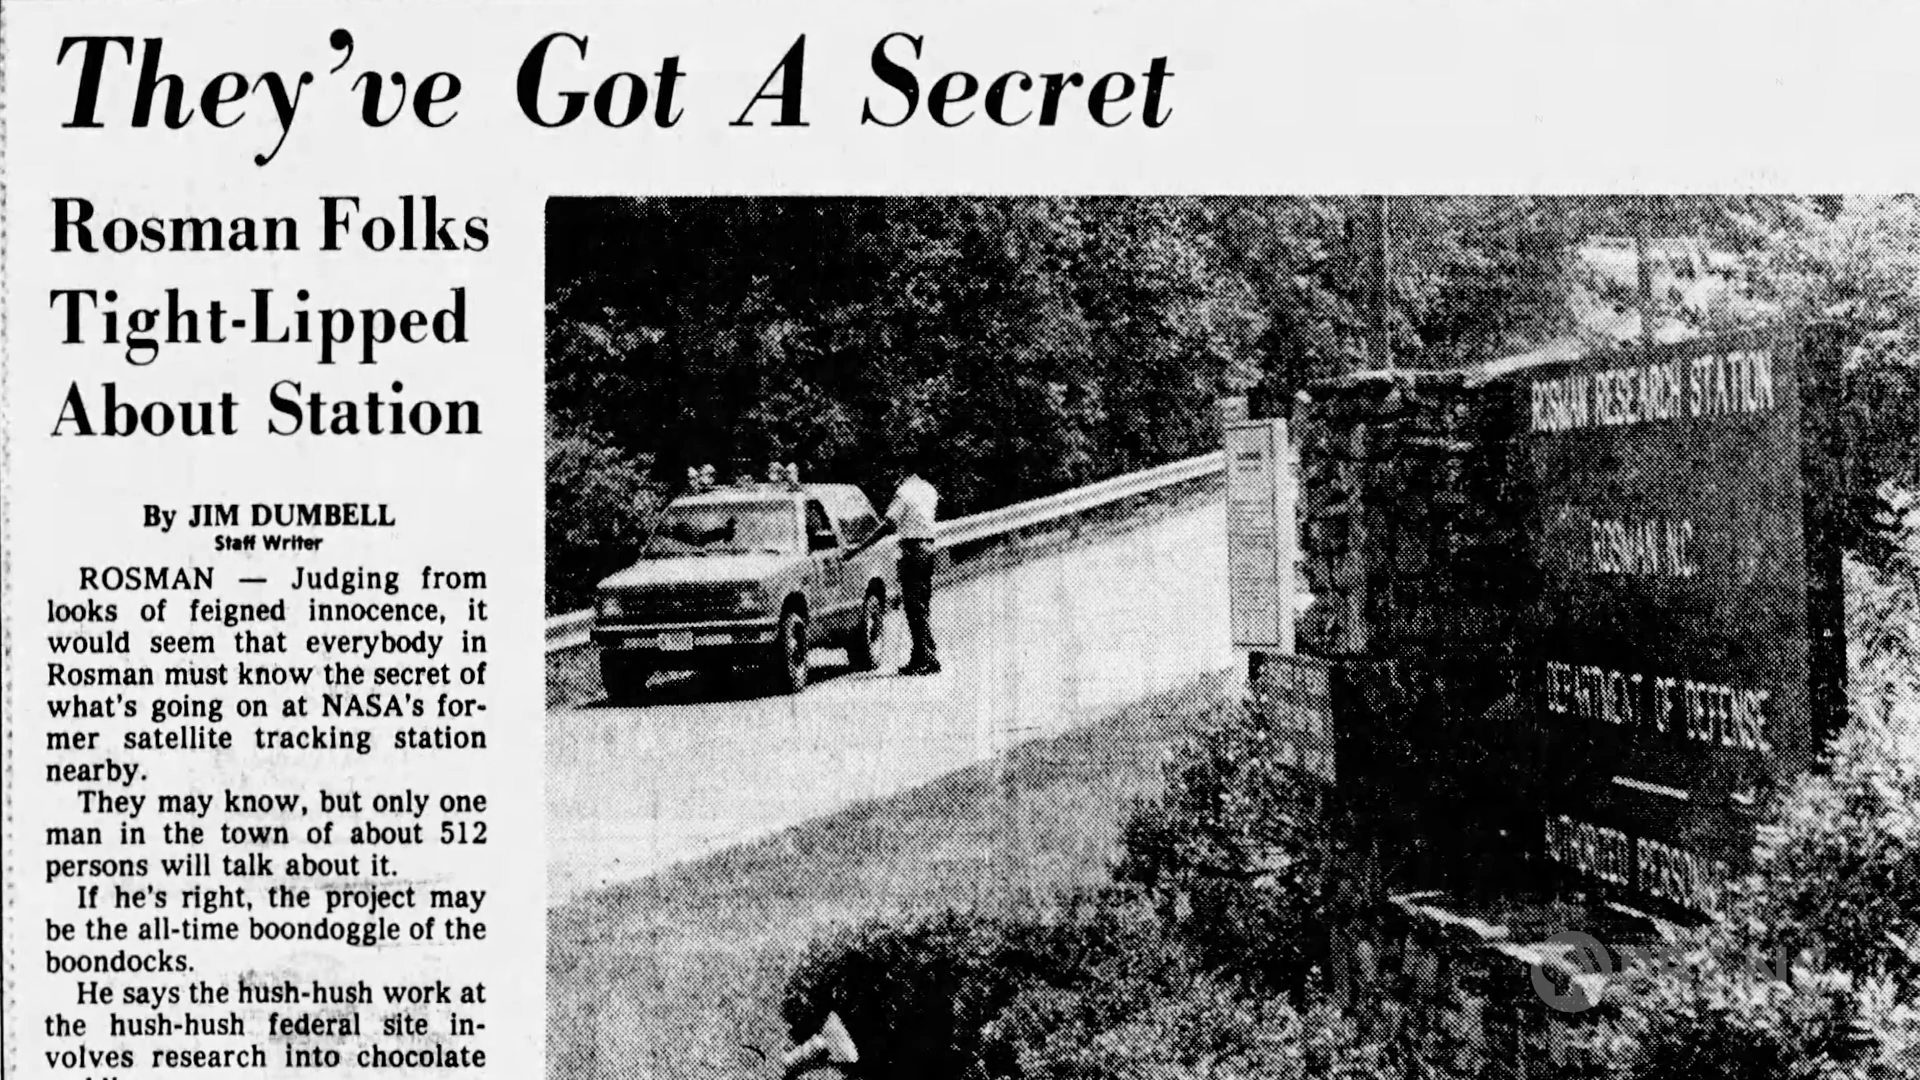 They've Got A Secret
Rosman Folks
Tight-Lipped
About Station
By JIM DUMBELL
Staff Writer
ROSMAN — Judging from
looks of feigned innocence, it
would seem that everybody in
Rosman must know the secret of
what's going on at NASA's for-
mer satellite tracking station
nearby.
They may know, but only one
man in the town of about 512
persons will talk about it.
If he's right, the project may
be the all-time boondoggle of the
boondocks.
He says the hush-hush work at
the hush-hush federal site in-
volves research into chocolate
ROSMAN RESEARCH STATION
ROSMAN, N.C.
DEPARTMENT OF DEFENSE
PBS NC